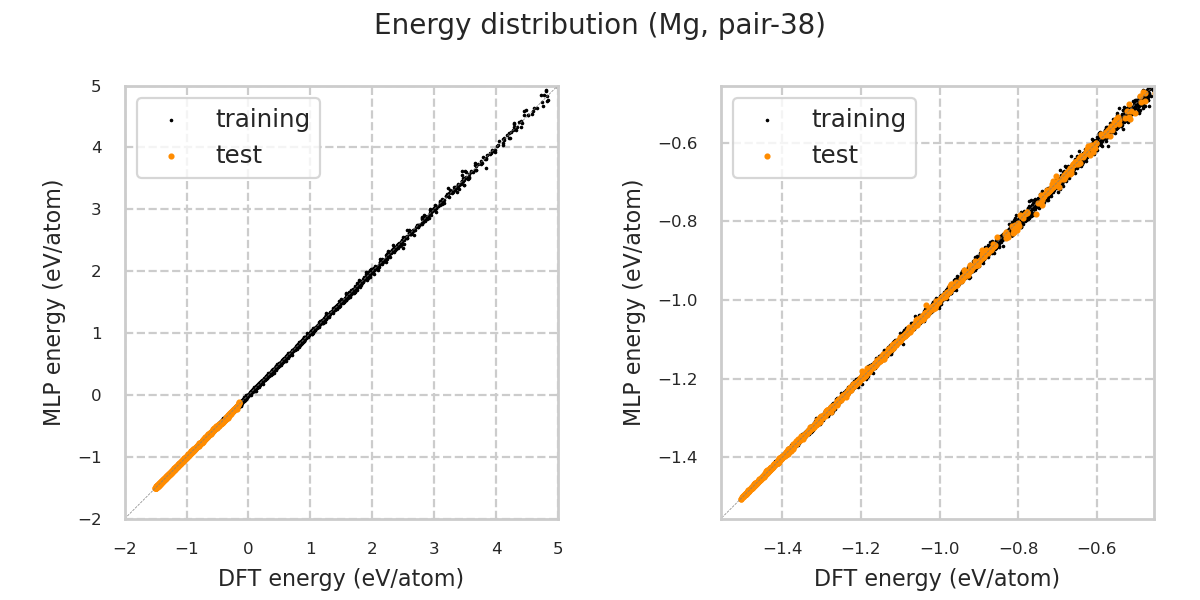 Energy distribution (Mg, pair-38)
training
test
5
4
3
2
1
0
−1
−2
−2
−1
0
1
2
3
4
5
DFT energy (eV/atom)
MLP energy (eV/atom)
training
test
−0.6
−0.8
−1.0
−1.2
−1.4
−1.4
−1.2
−1.0
−0.8
−0.6
DFT energy (eV/atom)
MLP energy (eV/atom)